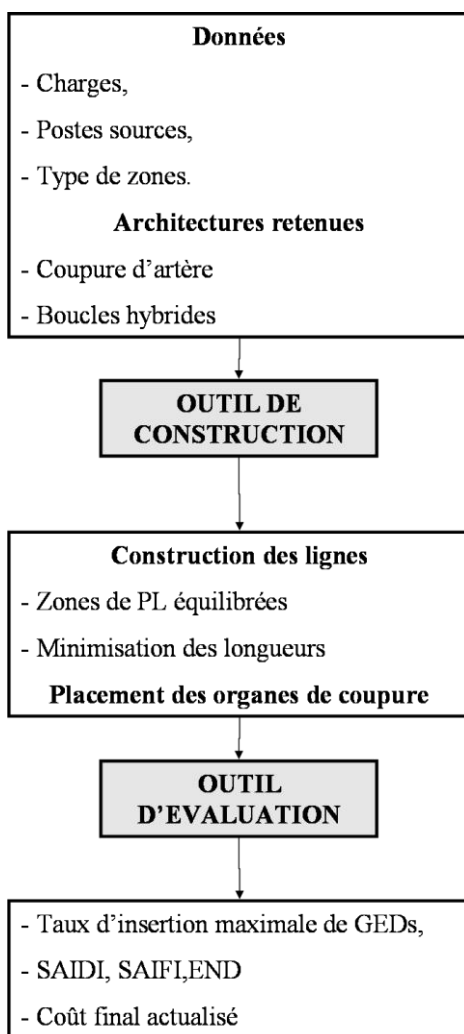 Données
- Charges,
- Postes sources,
- Type de zones.
Architectures retenues
- Coupure d’artère
- Boucles hybrides
OUTIL DE
CONSTRUCTION
Construction des lignes
- Zones de PL équilibrées
- Minimisation des longueurs
Placement des organes de coupure
OUTIL
D’EVALUATION
- Taux d’insertion maximale de GEDs,
- SAIDI, SAIFI,END
- Coût final actualisé